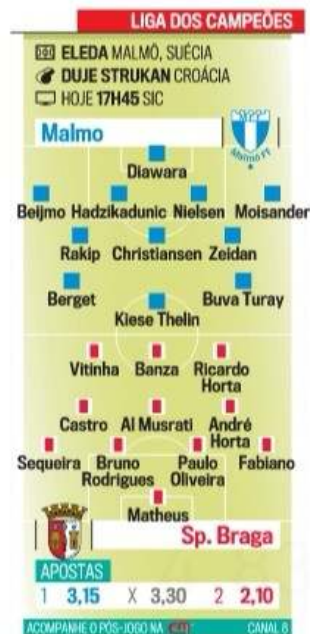 LIGA DOS CAMPEÕES
ELEDA MALMÖ, SUÉCIA
DUJE STRUKAN CROÁCIA
HOJE 17H45 SIC
Malmo
Malmö FF
Diawara
Beijmo Hadzikadunic Nielsen Moisander
Rakip Christiansen Zeidan
Berget Buva Turay
Kiese Thelin
Vitinha Banza Ricardo
Horta
Castro Al Musrati André
Horta
Sequeira Bruno Paulo Fabiano
Rodrigues Oliveira
Matheus
Sp. Braga
APOSTAS
1 3,15 X 3,30 2 2,10
ACOMPANHE O PÓS-JOGO NA cm CANAL 8